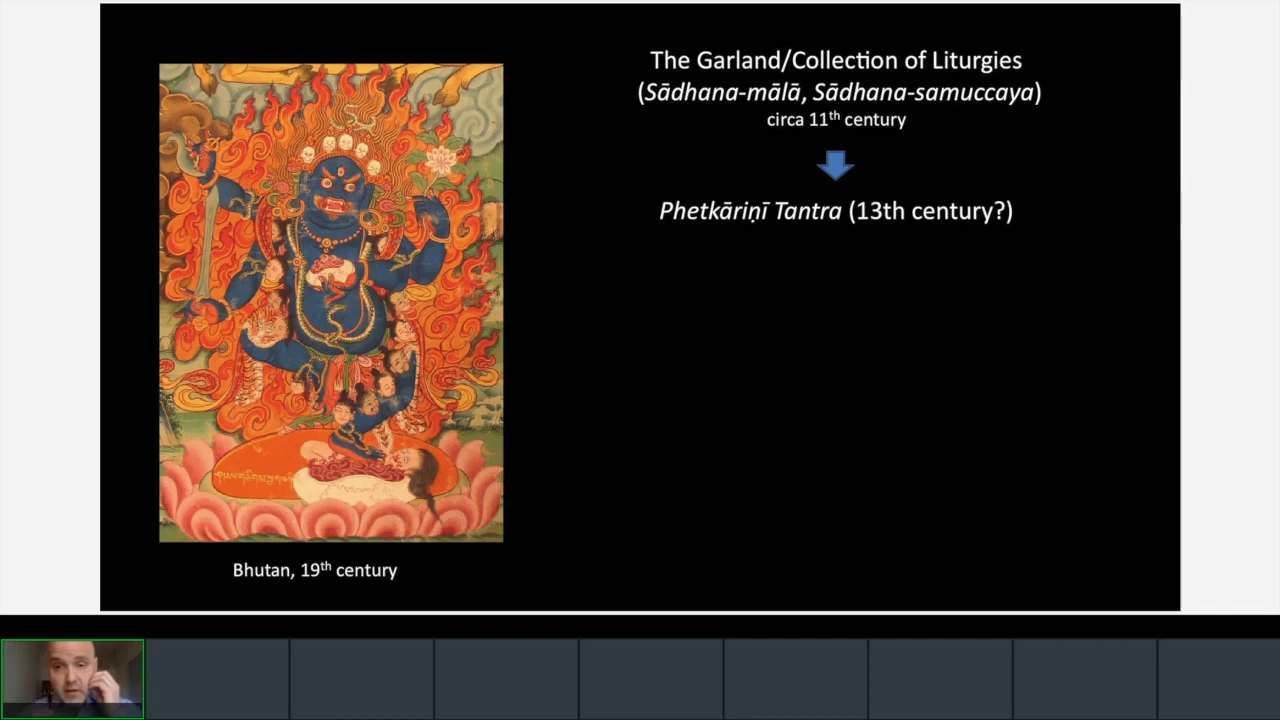 The Garland/Collection of Liturgies
(Sādhana-mālā, Sādhana-samuccaya)
circa 11th century
Phetkāriṇī Tantra (13th century?)
Bhutan, 19th century